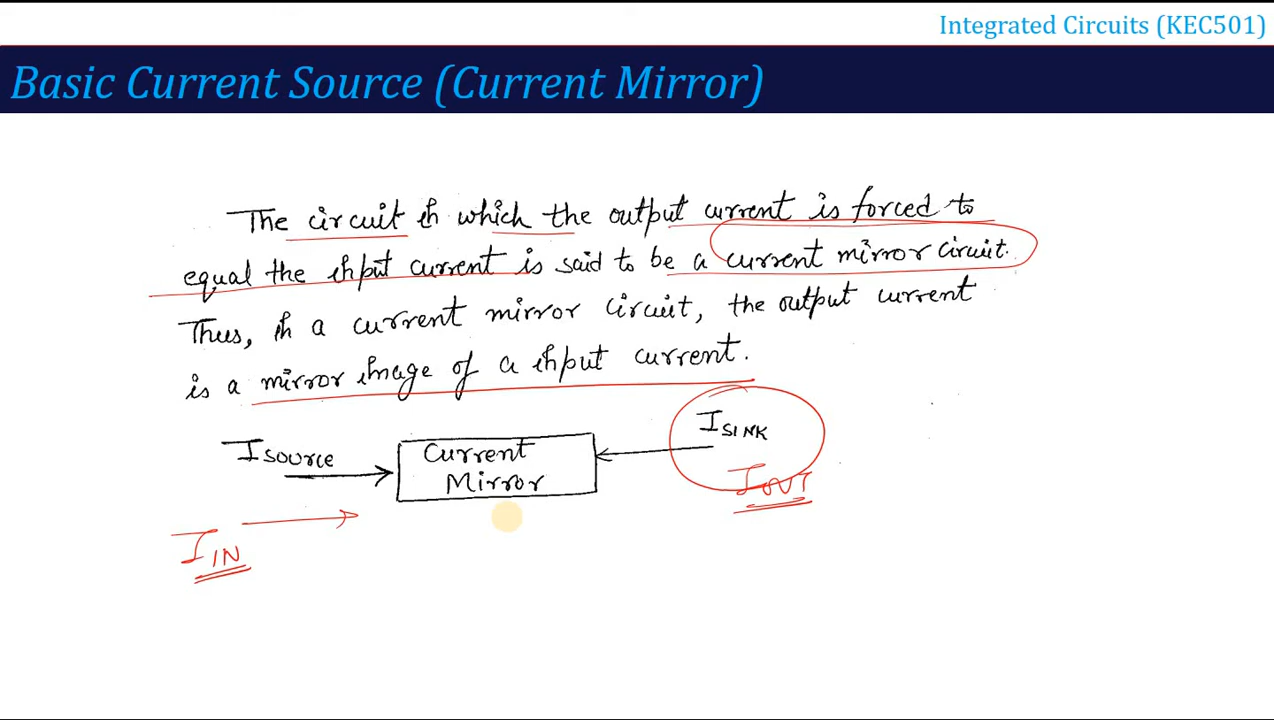 Integrated Circuits (KEC501)
Basic Current Source (Current Mirror)
The circuit in which the output current is forced to
equal the input current is said to be a current mirror circuit.
Thus, in a current mirror circuit, the output current
is a mirror image of a input current.
ISOURCE
Current
Mirror
ISINK
IOUT
IIN